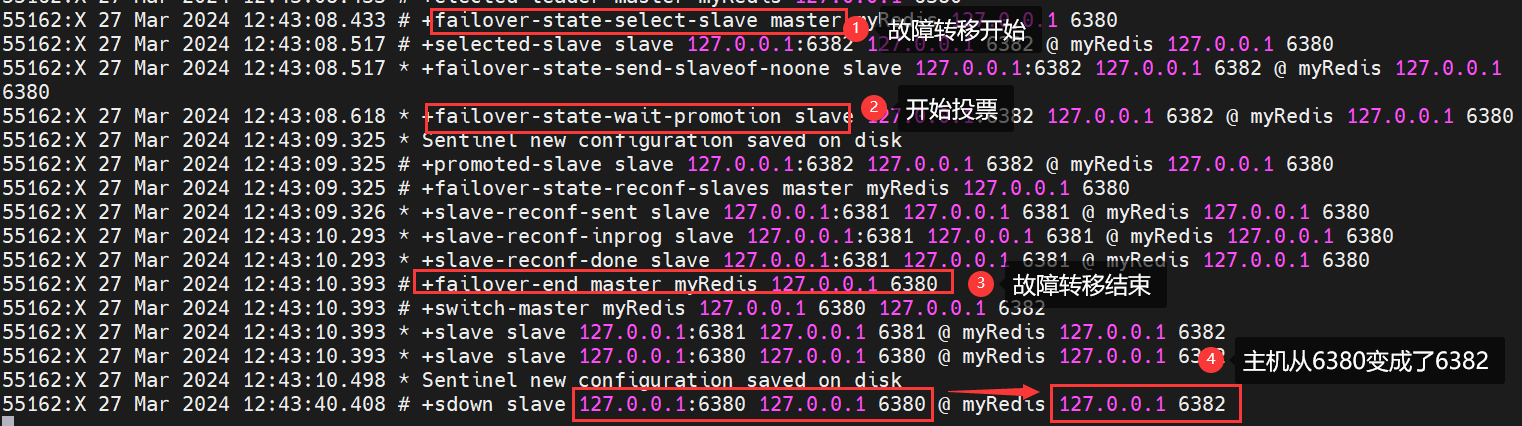 +elected-leader master myRedis 127.0.0.1 6380
55162:X 27 Mar 2024 12:43:08.433 # +failover-state-select-slave master myRedis 127.0.0.1 6380
1 故障转移开始
55162:X 27 Mar 2024 12:43:08.517 # +selected-slave slave 127.0.0.1:6382 127.0.0.1 6382 @ myRedis 127.0.0.1 6380
55162:X 27 Mar 2024 12:43:08.517 * +failover-state-send-slaveof-noone slave 127.0.0.1:6382 127.0.0.1 6382 @ myRedis 127.0.0.1
6380
2 开始投票
55162:X 27 Mar 2024 12:43:08.618 * +failover-state-wait-promotion slave 127.0.0.1:6382 127.0.0.1 6382 @ myRedis 127.0.0.1 6380
55162:X 27 Mar 2024 12:43:09.325 * Sentinel new configuration saved on disk
55162:X 27 Mar 2024 12:43:09.325 # +promoted-slave slave 127.0.0.1:6382 127.0.0.1 6382 @ myRedis 127.0.0.1 6380
55162:X 27 Mar 2024 12:43:09.325 # +failover-state-reconf-slaves master myRedis 127.0.0.1 6380
55162:X 27 Mar 2024 12:43:09.326 * +slave-reconf-sent slave 127.0.0.1:6381 127.0.0.1 6381 @ myRedis 127.0.0.1 6380
55162:X 27 Mar 2024 12:43:10.293 * +slave-reconf-inprog slave 127.0.0.1:6381 127.0.0.1 6381 @ myRedis 127.0.0.1 6380
55162:X 27 Mar 2024 12:43:10.293 * +slave-reconf-done slave 127.0.0.1:6381 127.0.0.1 6381 @ myRedis 127.0.0.1 6380
55162:X 27 Mar 2024 12:43:10.393 # +failover-end master myRedis 127.0.0.1 6380
3 故障转移结束
55162:X 27 Mar 2024 12:43:10.393 # +switch-master myRedis 127.0.0.1 6380 127.0.0.1 6382
55162:X 27 Mar 2024 12:43:10.393 * +slave slave 127.0.0.1:6381 127.0.0.1 6381 @ myRedis 127.0.0.1 6382
55162:X 27 Mar 2024 12:43:10.393 * +slave slave 127.0.0.1:6380 127.0.0.1 6380 @ myRedis 127.0.0.1 6382
4 主机从6380变成了6382
55162:X 27 Mar 2024 12:43:10.498 * Sentinel new configuration saved on disk
55162:X 27 Mar 2024 12:43:40.408 # +sdown slave 127.0.0.1:6380 127.0.0.1 6380 @ myRedis 127.0.0.1 6382